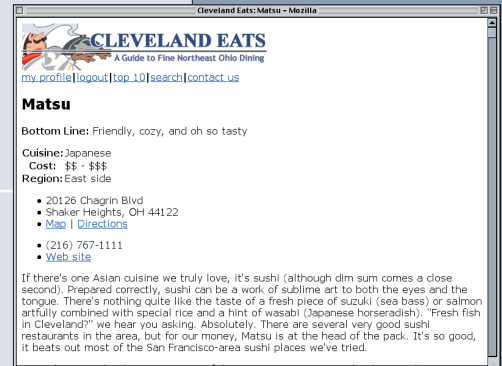 Cleveland Eats: Matsu - Mozilla
CLEVELAND EATS
A Guide to Fine Northeast Ohio Dining
my profile|logout|top 10|search|contact us
Matsu
Bottom Line: Friendly, cozy, and oh so tasty
Cuisine: Japanese
Cost: $$ - $$$
Region: East side
• 20126 Chagrin Blvd
• Shaker Heights, OH 44122
• Map | Directions
• (216) 767-1111
• Web site
If there's one Asian cuisine we truly love, it's sushi (although dim sum comes a close
second). Prepared correctly, sushi can be a work of sublime art to both the eyes and the
tongue. There's nothing quite like the taste of a fresh piece of suzuki (sea bass) or salmon
artfully combined with special rice and a hint of wasabi (Japanese horseradish). "Fresh fish
in Cleveland?" we hear you asking. Absolutely. There are several very good sushi
restaurants in the area, but for our money, Matsu is at the head of the pack. It's so good,
it beats out most of the San Francisco-area sushi places we've tried.